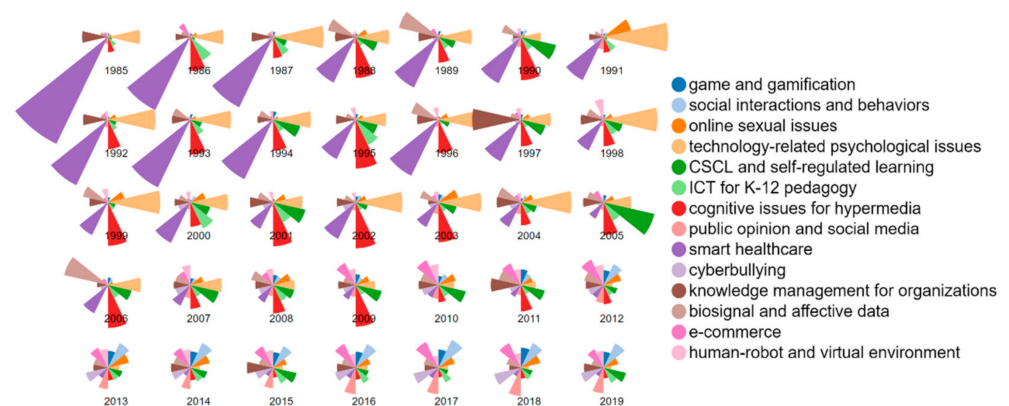 1985 1986 1987 1988 1989 1990 1991
1992 1993 1994 1995 1996 1997 1998
1999 2000 2001 2002 2003 2004 2005
2006 2007 2008 2009 2010 2011 2012
2013 2014 2015 2016 2017 2018 2019
game and gamification
social interactions and behaviors
online sexual issues
technology-related psychological issues
CSCL and self-regulated learning
ICT for K-12 pedagogy
cognitive issues for hypermedia
public opinion and social media
smart healthcare
cyberbullying
knowledge management for organizations
biosignal and affective data
e-commerce
human-robot and virtual environment